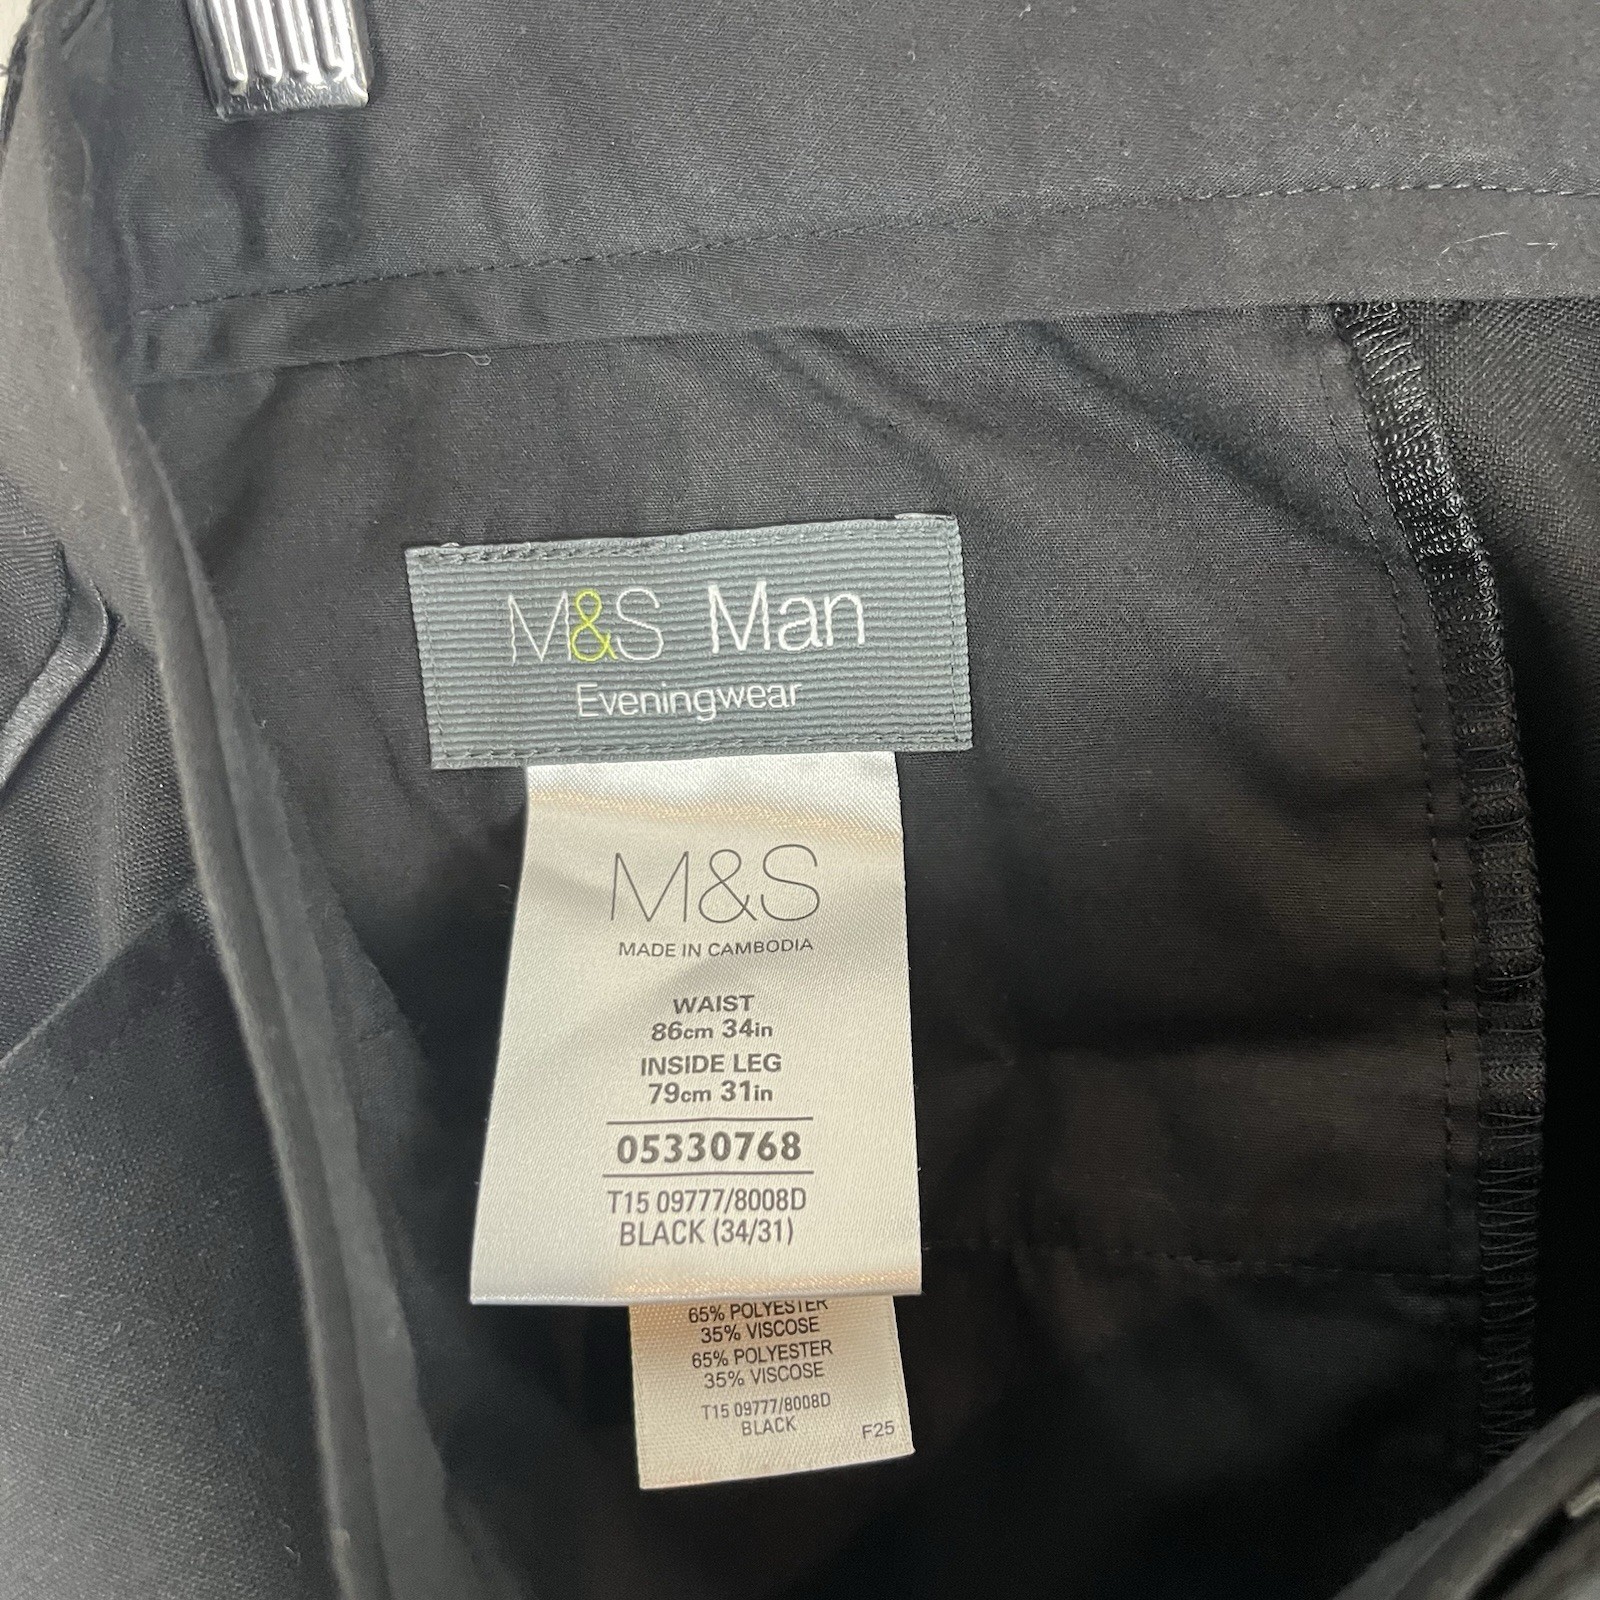 M&S Man
Eveningwear
M&S
MADE IN CAMBODIA
WAIST
86cm 34in
INSIDE LEG
79cm 31in
05330768
T15 09777/8008D
BLACK (34/31)
65% POLYESTER
35% VISCOSE
65% POLYESTER
35% VISCOSE
T15 09777/8008D
BLACK
F25